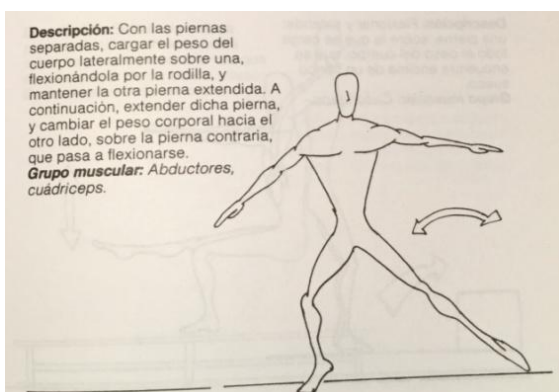 Descripción: Con las piernas
separadas, cargar el peso del
cuerpo lateralmente sobre una,
flexionándola por la rodilla, y
mantener la otra pierna extendida. A
continuación, extender dicha pierna,
y cambiar el peso corporal hacia el
otro lado, sobre la pierna contraria,
que pasa a flexionarse.
Grupo muscular: Abductores,
cuádriceps.